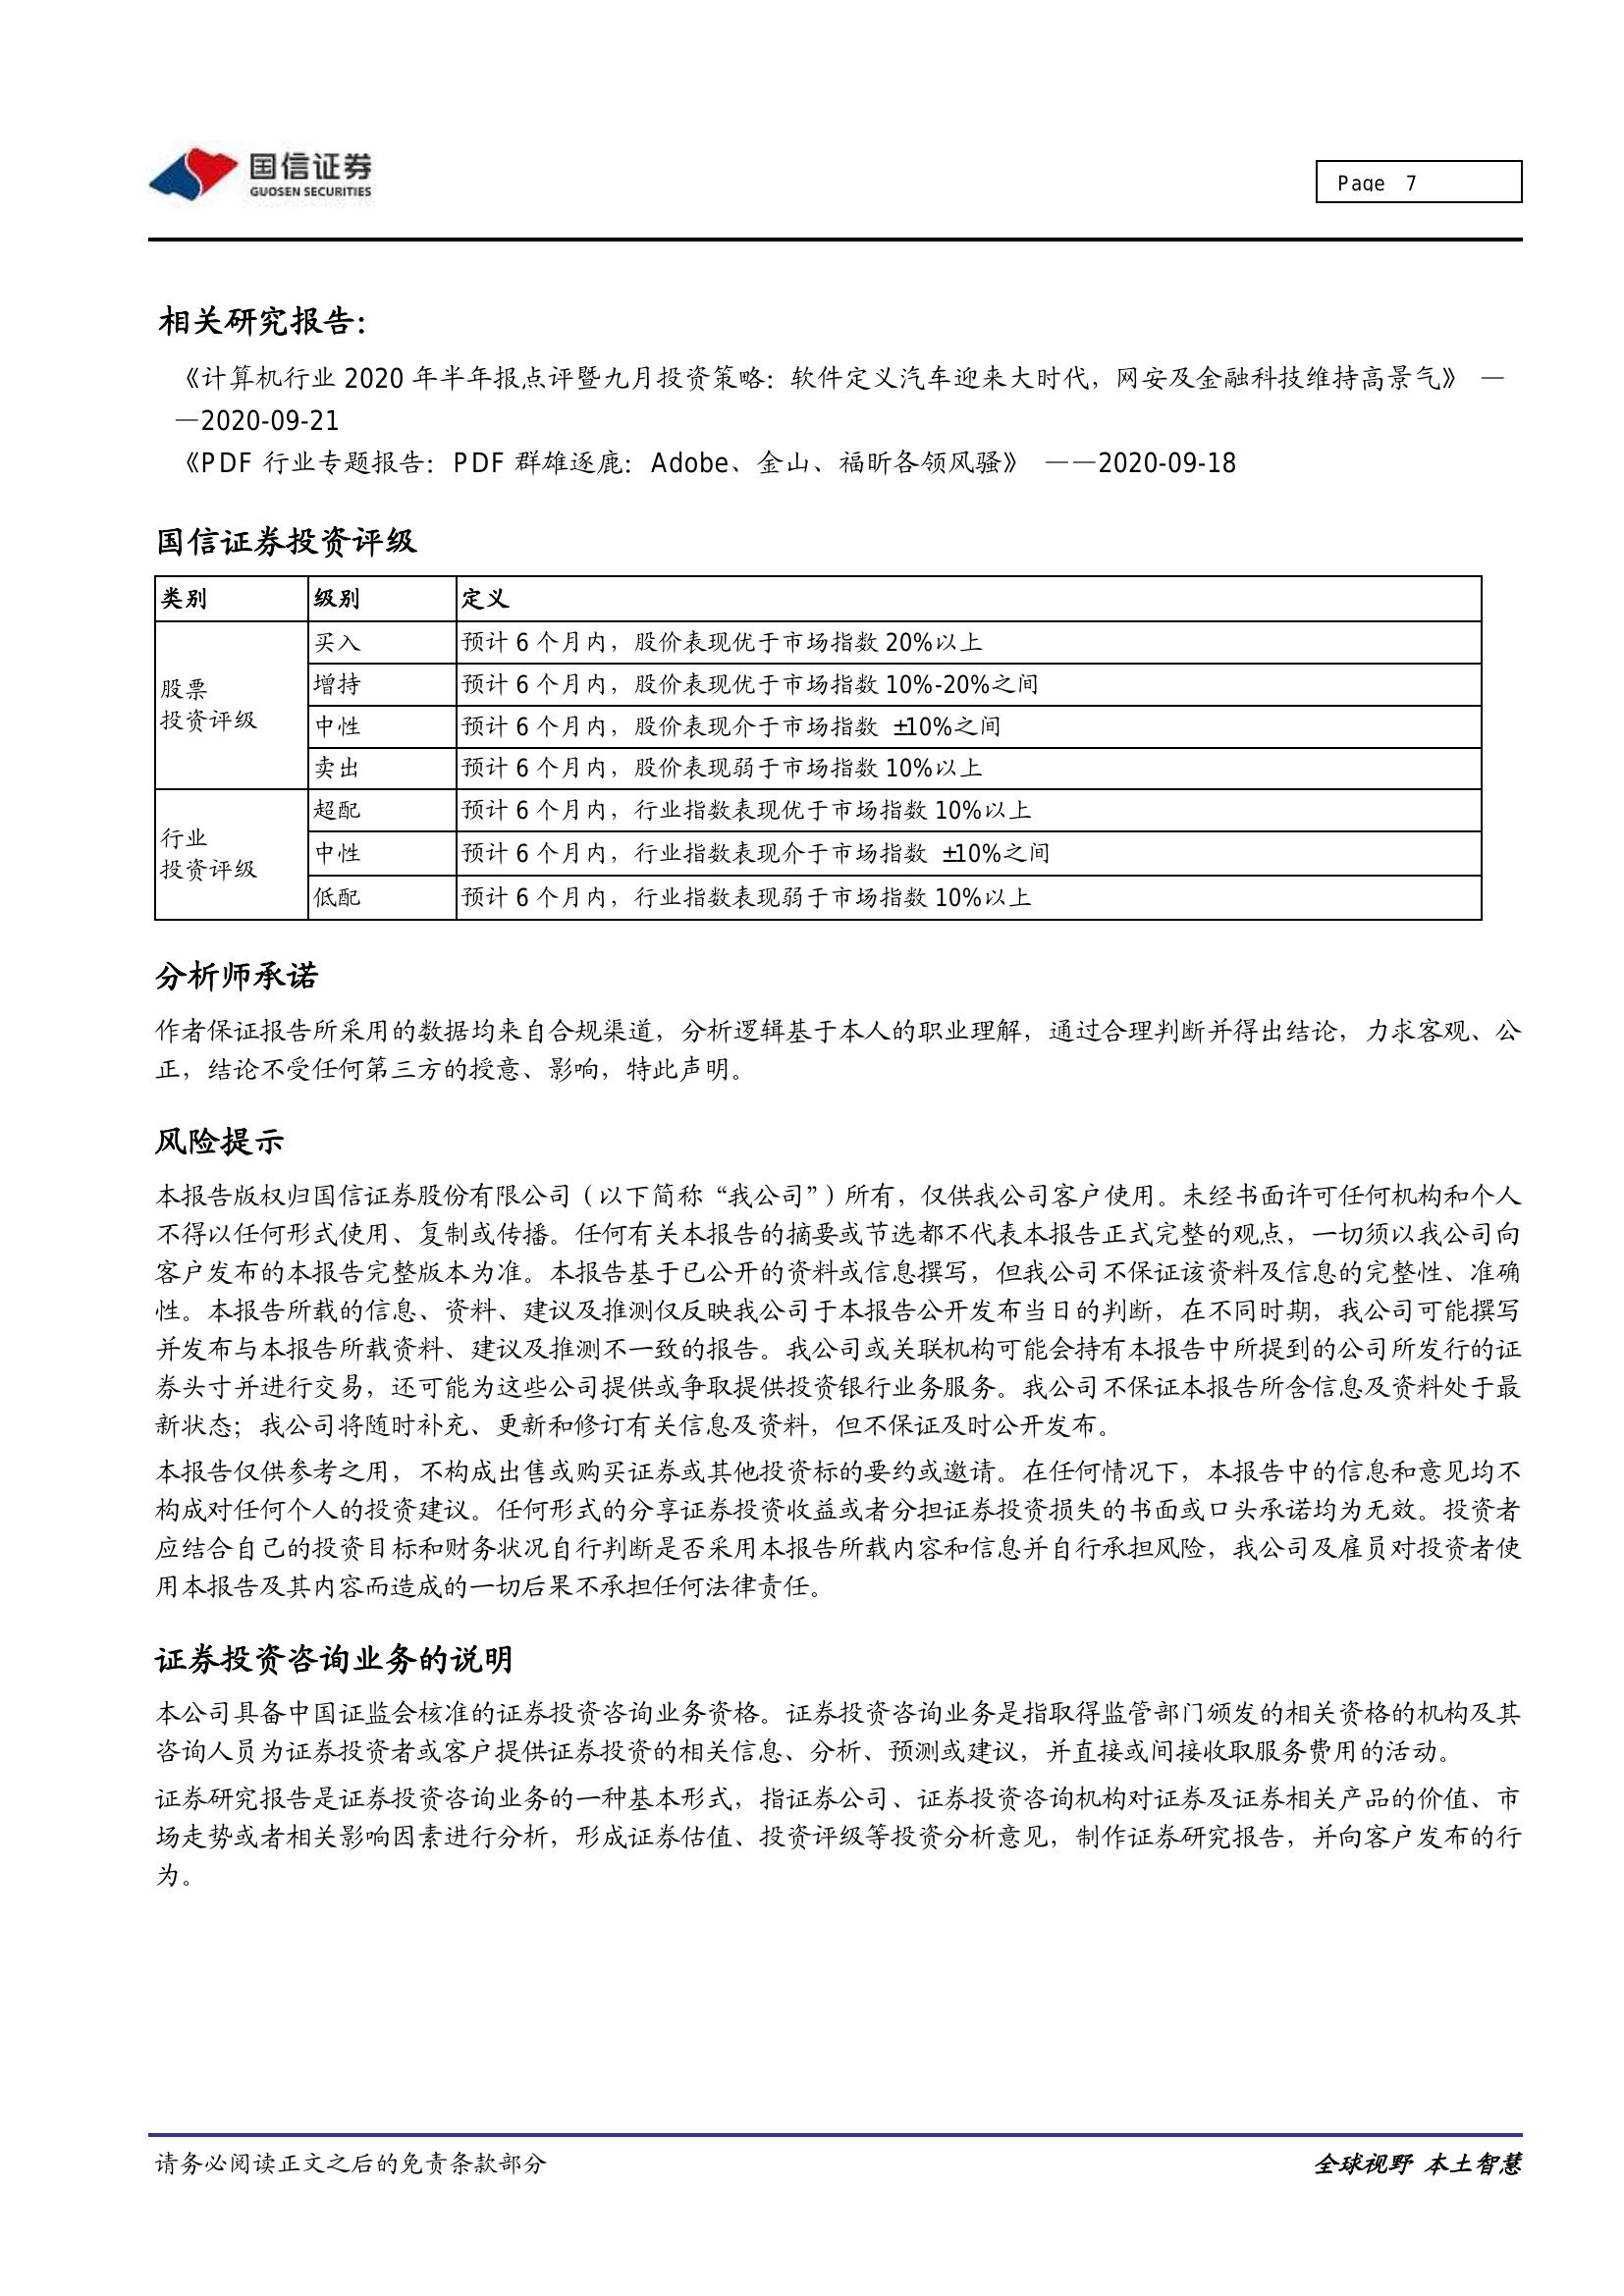 国信证券
GUOSEN SECURITIES
Page 7
相关研究报告：
《计算机行业 2020 年半年报点评暨九月投资策略：软件定义汽车迎来大时代，网安及金融科技维持高景气》 —
—2020-09-21
《PDF 行业专题报告：PDF 群雄逐鹿：Adobe、金山、福昕各领风骚》 ——2020-09-18
国信证券投资评级
类别 级别 定义
股票
投资评级
买入 预计 6 个月内，股价表现优于市场指数 20%以上
增持 预计 6 个月内，股价表现优于市场指数 10%-20%之间
中性 预计 6 个月内，股价表现介于市场指数 ±10%之间
卖出 预计 6 个月内，股价表现弱于市场指数 10%以上
行业
投资评级
超配 预计 6 个月内，行业指数表现优于市场指数 10%以上
中性 预计 6 个月内，行业指数表现介于市场指数 ±10%之间
低配 预计 6 个月内，行业指数表现弱于市场指数 10%以上
分析师承诺
作者保证报告所采用的数据均来自合规渠道，分析逻辑基于本人的职业理解，通过合理判断并得出结论，力求客观、公
正，结论不受任何第三方的授意、影响，特此声明。
风险提示
本报告版权归国信证券股份有限公司（以下简称“我公司”）所有，仅供我公司客户使用。未经书面许可任何机构和个人
不得以任何形式使用、复制或传播。任何有关本报告的摘要或节选都不代表本报告正式完整的观点，一切须以我公司向
客户发布的本报告完整版本为准。本报告基于已公开的资料或信息撰写，但我公司不保证该资料及信息的完整性、准确
性。本报告所载的信息、资料、建议及推测仅反映我公司于本报告公开发布当日的判断，在不同时期，我公司可能撰写
并发布与本报告所载资料、建议及推测不一致的报告。我公司或关联机构可能会持有本报告中所提到的公司所发行的证
券头寸并进行交易，还可能为这些公司提供或争取提供投资银行业务服务。我公司不保证本报告所含信息及资料处于最
新状态；我公司将随时补充、更新和修订有关信息及资料，但不保证及时公开发布。
本报告仅供参考之用，不构成出售或购买证券或其他投资标的要约或邀请。在任何情况下，本报告中的信息和意见均不
构成对任何个人的投资建议。任何形式的分享证券投资收益或者分担证券投资损失的书面或口头承诺均为无效。投资者
应结合自己的投资目标和财务状况自行判断是否采用本报告所载内容和信息并自行承担风险，我公司及雇员对投资者使
用本报告及其内容而造成的一切后果不承担任何法律责任。
证券投资咨询业务的说明
本公司具备中国证监会核准的证券投资咨询业务资格。证券投资咨询业务是指取得监管部门颁发的相关资格的机构及其
咨询人员为证券投资者或客户提供证券投资的相关信息、分析、预测或建议，并直接或间接收取服务费用的活动。
证券研究报告是证券投资咨询业务的一种基本形式，指证券公司、证券投资咨询机构对证券及证券相关产品的价值、市
场走势或者相关影响因素进行分析，形成证券估值、投资评级等投资分析意见，制作证券研究报告，并向客户发布的行
为。
请务必阅读正文之后的免责条款部分
全球视野 本土智慧